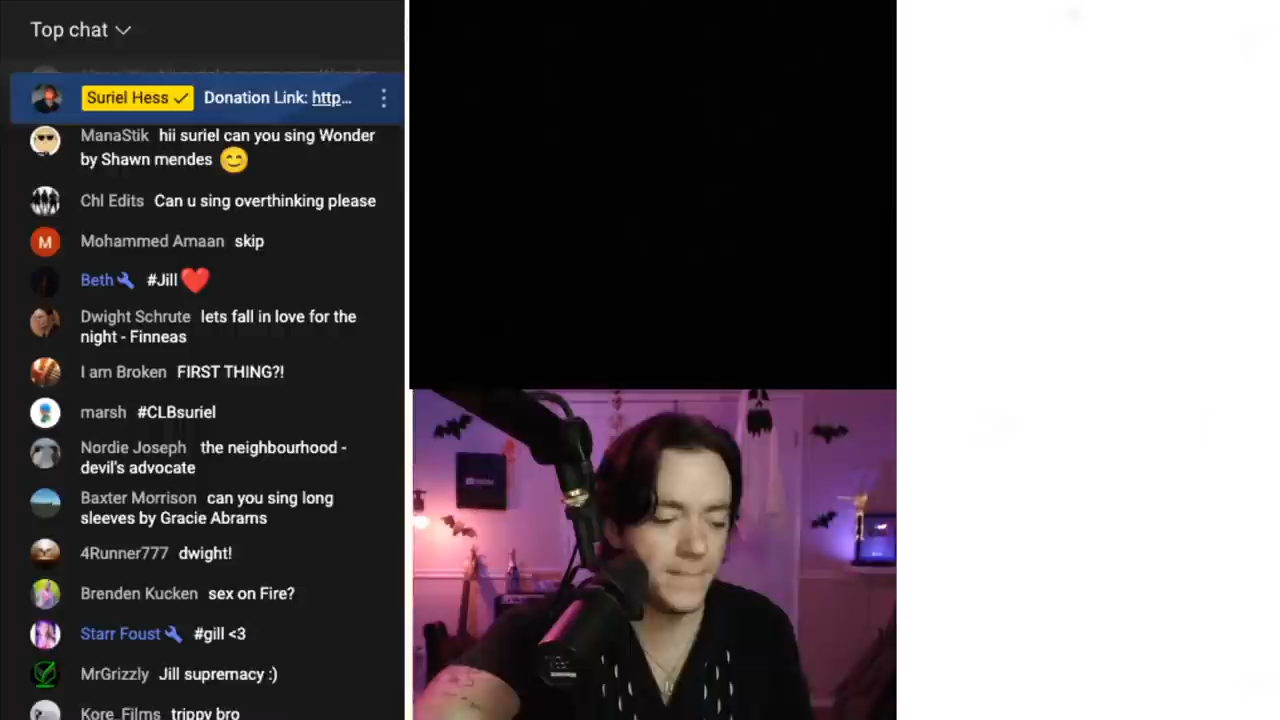 Top chat
Suriel Hess Donation Link: http...
ManaStik hii suriel can you sing Wonder
by Shawn mendes
Chl Edits Can u sing overthinking please
M Mohammed Amaan skip
Beth #Jill
Dwight Schrute lets fall in love for the
night - Finneas
I am Broken FIRST THING?!
marsh #CLBsuriel
Nordie Joseph the neighbourhood -
devil's advocate
Baxter Morrison can you sing long
sleeves by Gracie Abrams
4Runner777 dwight!
Brenden Kucken sex on Fire?
Starr Foust #gill <3
MrGrizzly Jill supremacy :)
Kore_Films trippy bro